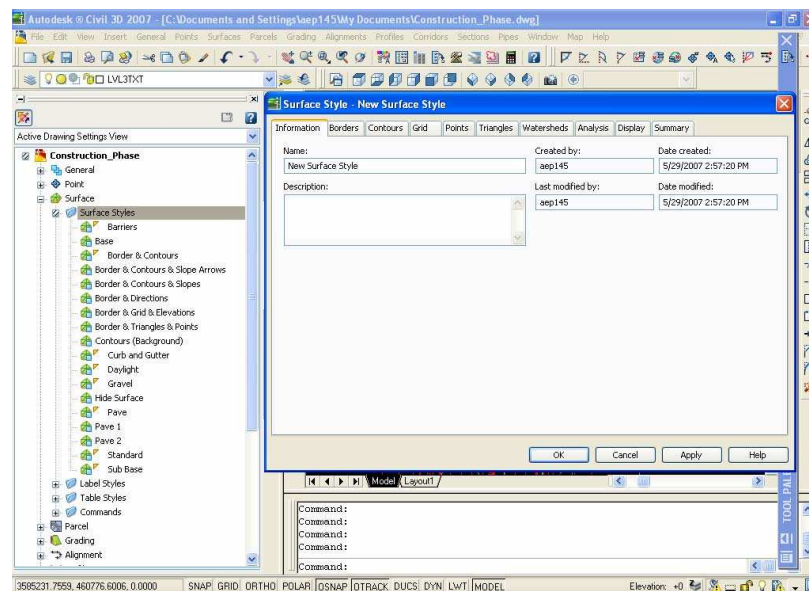 Autodesk ® Civil 3D 2007 - [C:\Documents and Settings\aep145\My Documents\Construction_Phase.dwg]
File Edit View Insert General Points Surfaces Parcels Grading Alignments Profiles Corridors Sections Pipes Window Map Help
LVL3TXT
Active Drawing Settings View
Construction_Phase
General
Point
Surface
Surface Styles
Barriers
Base
Border & Contours
Border & Contours & Slope Arrows
Border & Contours & Slopes
Border & Directions
Border & Grid & Elevations
Border & Triangles & Points
Contours (Background)
Curb and Gutter
Daylight
Gravel
Hide Surface
Pave
Pave 1
Pave 2
Standard
Sub Base
Label Styles
Table Styles
Commands
Parcel
Grading
Alignment
Surface Style - New Surface Style
Information Borders Contours Grid Points Triangles Watersheds Analysis Display Summary
Name:
New Surface Style
Description:
Created by:
aep145
Date created:
5/29/2007 2:57:20 PM
Last modified by:
aep145
Date modified:
5/29/2007 2:57:20 PM
OK Cancel Apply Help
Model Layout1
Command:
Command:
Command:
Command:
Command:
TOOL PAL
3585231.7559, 460776.6006, 0.0000 SNAP GRID ORTHO POLAR OSNAP OTRACK DUCS DYN LWT MODEL Elevation: +0